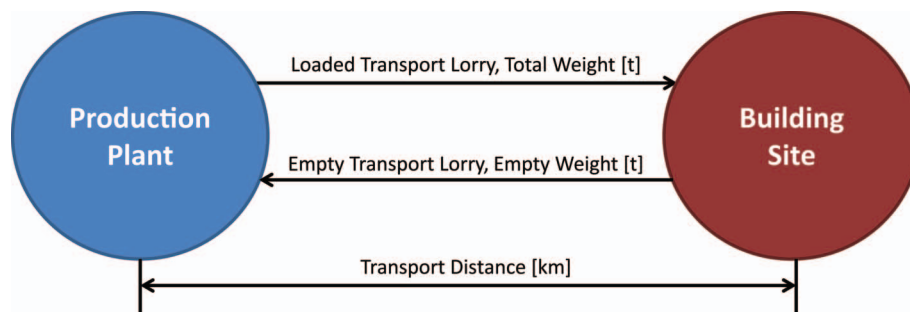 Loaded Transport Lorry, Total Weight [t]
Production
Plant
Building
Site
Empty Transport Lorry, Empty Weight [t]
Transport Distance [km]